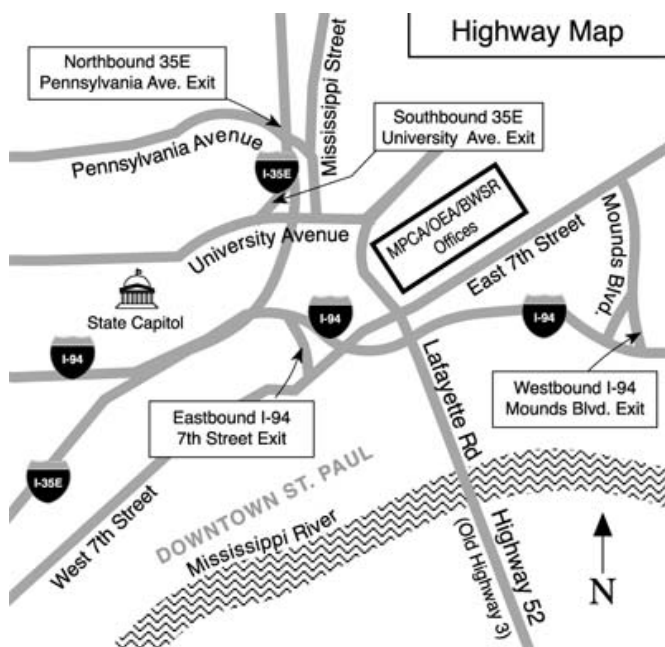 Highway Map
Northbound 35E
Pennsylvania Ave. Exit
Mississippi Street
Southbound 35E
University Ave. Exit
Pennsylvania Avenue
I-35E
MPCA/OEA/BWSR
Offices
Mounds Blvd.
University Avenue
East 7th Street
State Capitol
I-94
I-94
I-94
Lafayette Rd
Westbound I-94
Mounds Blvd. Exit
Eastbound I-94
7th Street Exit
I-35E
West 7th Street
DOWNTOWN ST. PAUL
Mississippi River
Highway 52
(Old Highway 3)
N